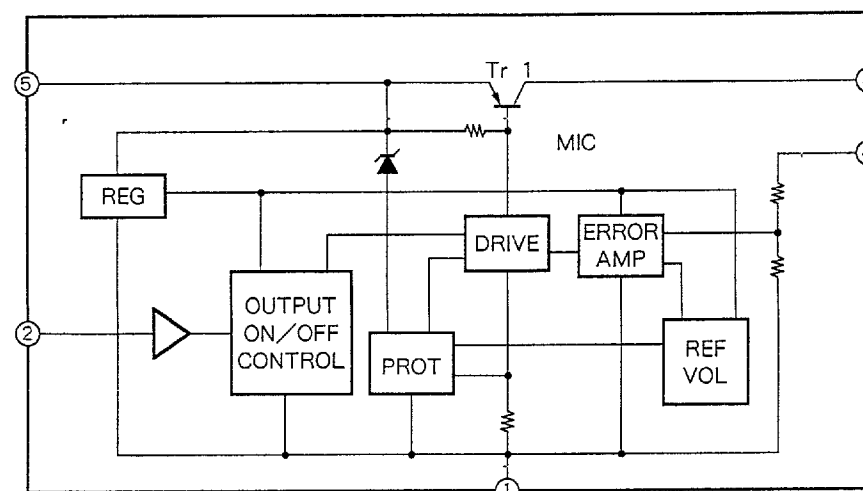 Tr 1
5
MIC
REG
DRIVE
ERROR
AMP
OUTPUT
ON/OFF
CONTROL
2
PROT
REF
VOL
1